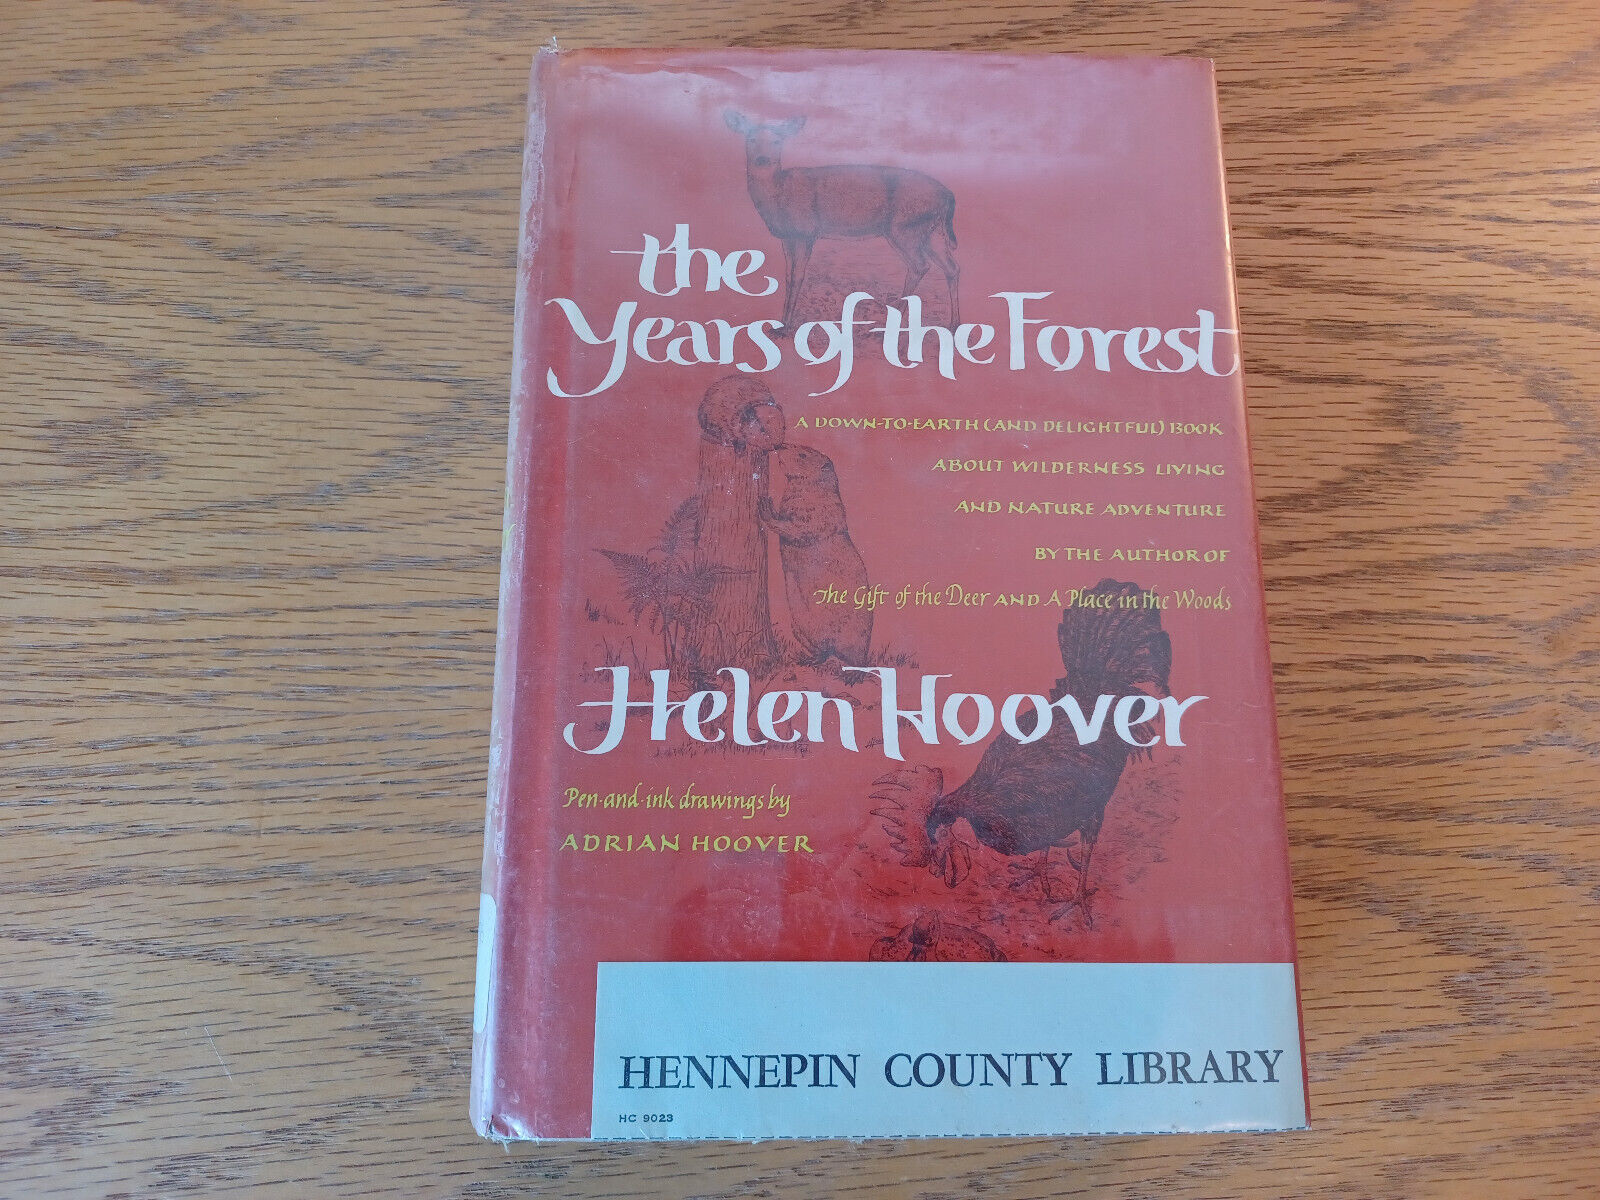 the
Years of the Forest
A DOWN-TO-EARTH (AND DELIGHTFUL) BOOK
ABOUT WILDERNESS LIVING
AND NATURE ADVENTURE
BY THE AUTHOR OF
The Gift of the Deer AND A Place in the Woods
Helen Hoover
Pen-and-ink drawings by
ADRIAN HOOVER
HENNEPIN COUNTY LIBRARY
HC 9023